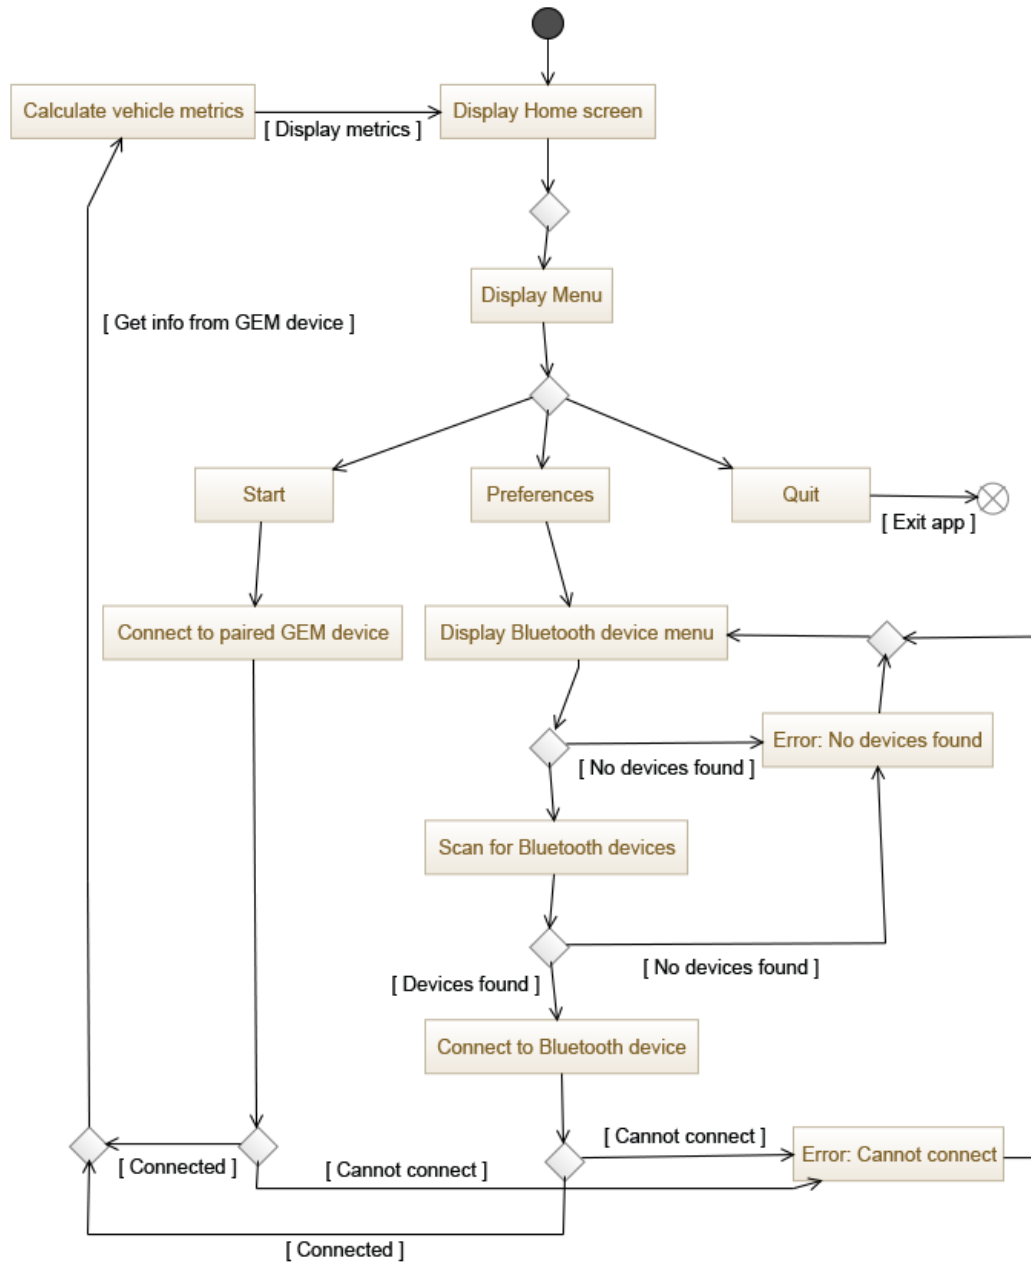 Calculate vehicle metrics
[ Display metrics ]
Display Home screen
Display Menu
[ Get info from GEM device ]
Start
Preferences
Quit
[ Exit app ]
Connect to paired GEM device
Display Bluetooth device menu
Error: No devices found
[ No devices found ]
Scan for Bluetooth devices
[ Devices found ]
[ No devices found ]
Connect to Bluetooth device
[ Cannot connect ]
Error: Cannot connect
[ Connected ]
[ Cannot connect ]
[ Connected ]